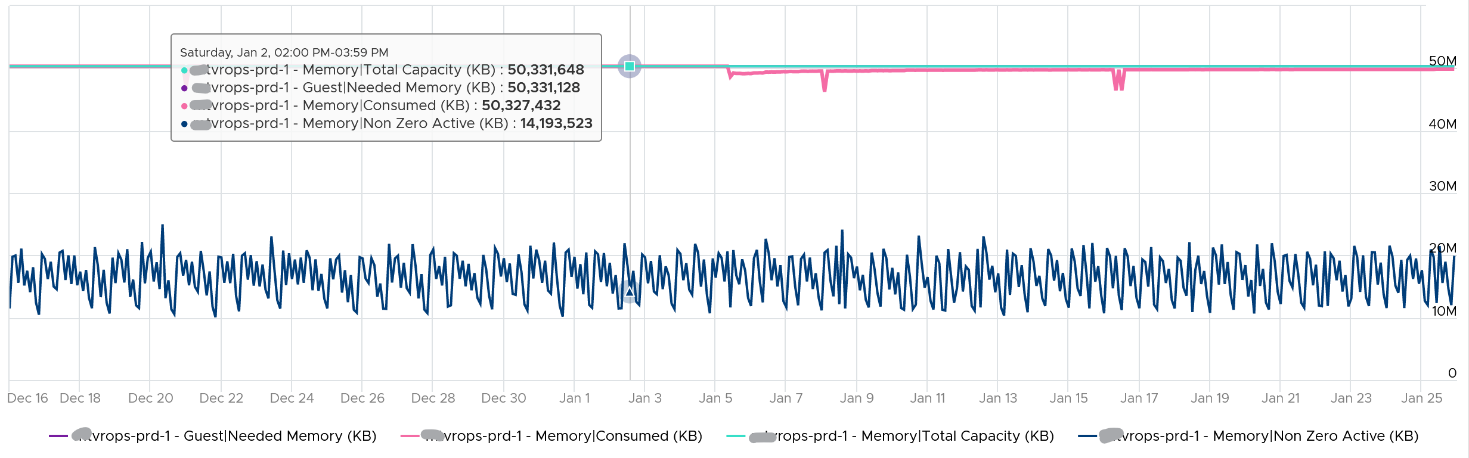 Saturday, Jan 2, 02:00 PM-03:59 PM
vrops-prd-1 - Memory|Total Capacity (KB) : 50,331,648
vrops-prd-1 - Guest|Needed Memory (KB) : 50,331,128
vrops-prd-1 - Memory|Consumed (KB) : 50,327,432
vrops-prd-1 - Memory|Non Zero Active (KB) : 14,193,523
50M
40M
30M
20M
10M
0
Dec 16 Dec 18 Dec 20 Dec 22 Dec 24 Dec 26 Dec 28 Dec 30 Jan 1 Jan 3 Jan 5 Jan 7 Jan 9 Jan 11 Jan 13 Jan 15 Jan 17 Jan 19 Jan 21 Jan 23 Jan 25
vrops-prd-1 - Guest|Needed Memory (KB) vrops-prd-1 - Memory|Consumed (KB) vrops-prd-1 - Memory|Total Capacity (KB) vrops-prd-1 - Memory|Non Zero Active (KB)